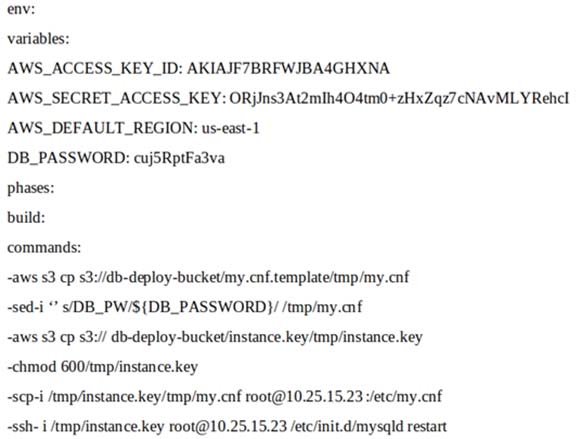 env:
variables:
AWS_ACCESS_KEY_ID: AKIAJF7BRFWJBA4GHXNA
AWS_SECRET_ACCESS_KEY: ORjJns3At2mIh4O4tm0+zHxZqz7cNAvMLYRehcI
AWS_DEFAULT_REGION: us-east-1
DB_PASSWORD: cuj5RptFa3va
phases:
build:
commands:
-aws s3 cp s3://db-deploy-bucket/my.cnf.template/tmp/my.cnf
-sed-i ‘’ s/DB_PW/${DB_PASSWORD}/ /tmp/my.cnf
-aws s3 cp s3:// db-deploy-bucket/instance.key/tmp/instance.key
-chmod 600/tmp/instance.key
-scp-i /tmp/instance.key/tmp/my.cnf root@10.25.15.23 :/etc/my.cnf
-ssh- i /tmp/instance.key root@10.25.15.23 /etc/init.d/mysqld restart